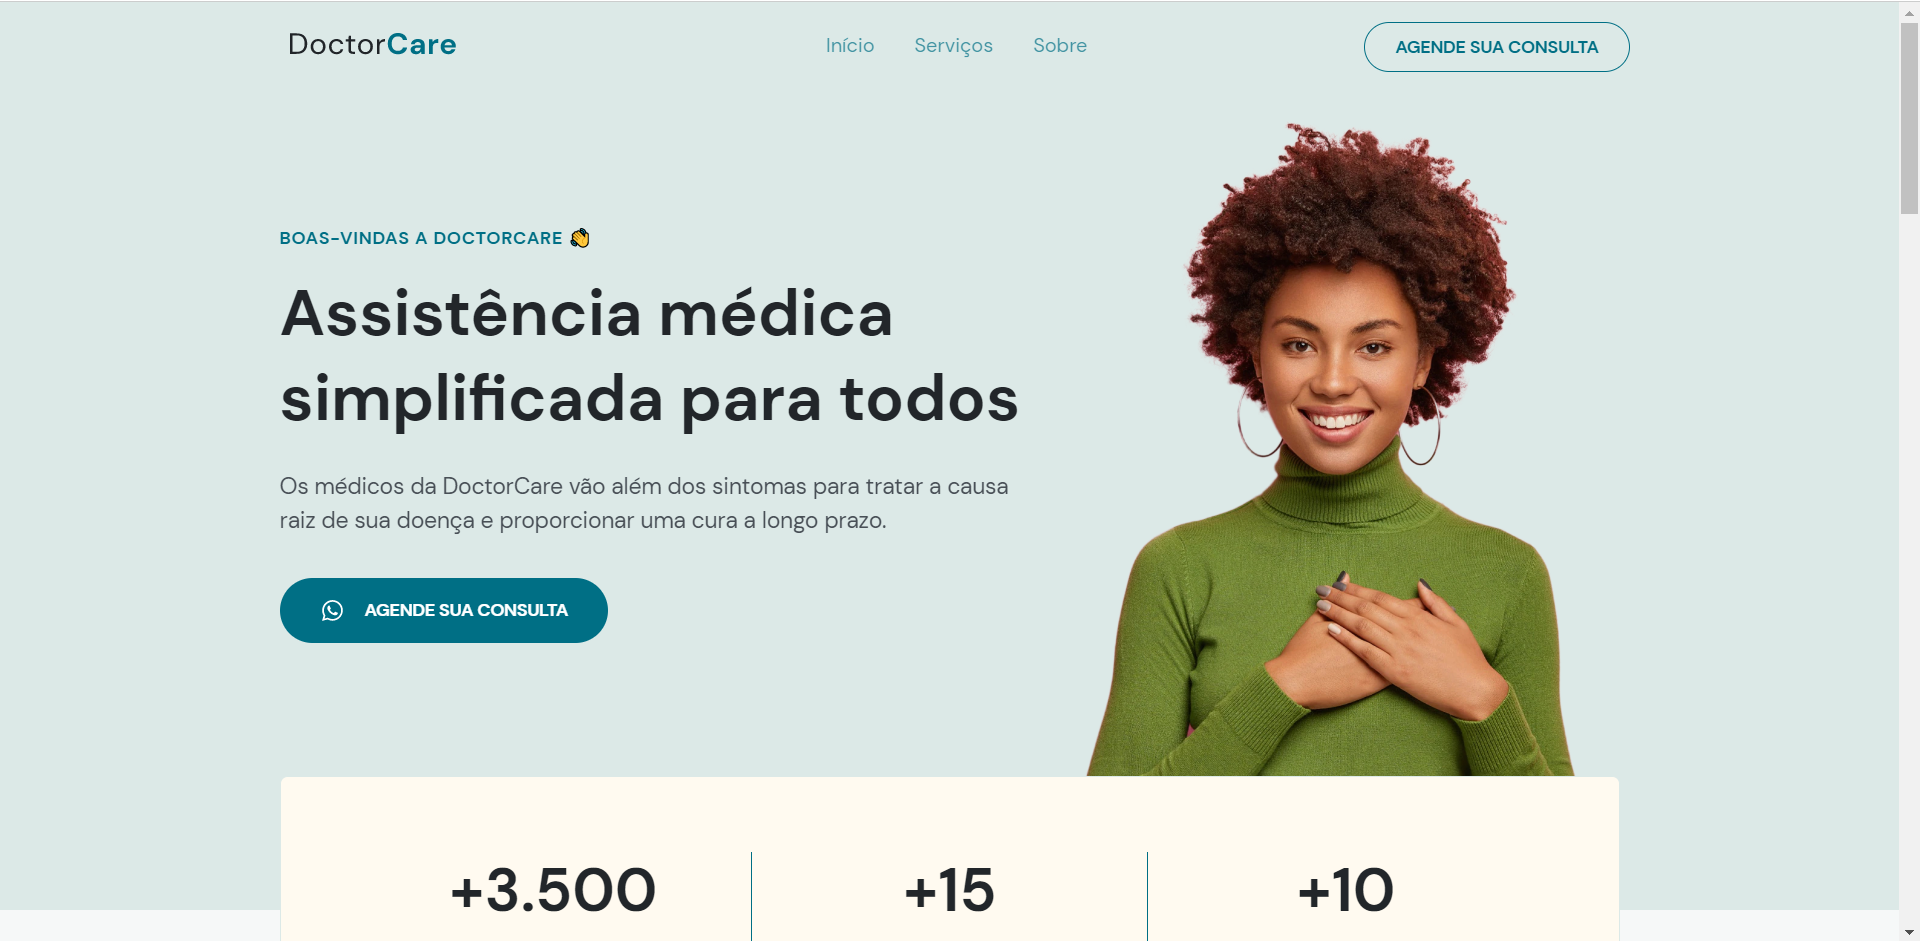 DoctorCare
Início Serviços Sobre
AGENDE SUA CONSULTA
BOAS-VINDAS A DOCTORCARE 👋
Assistência médica
simplificada para todos
Os médicos da DoctorCare vão além dos sintomas para tratar a causa
raiz de sua doença e proporcionar uma cura a longo prazo.
AGENDE SUA CONSULTA
+3.500
+15
+10